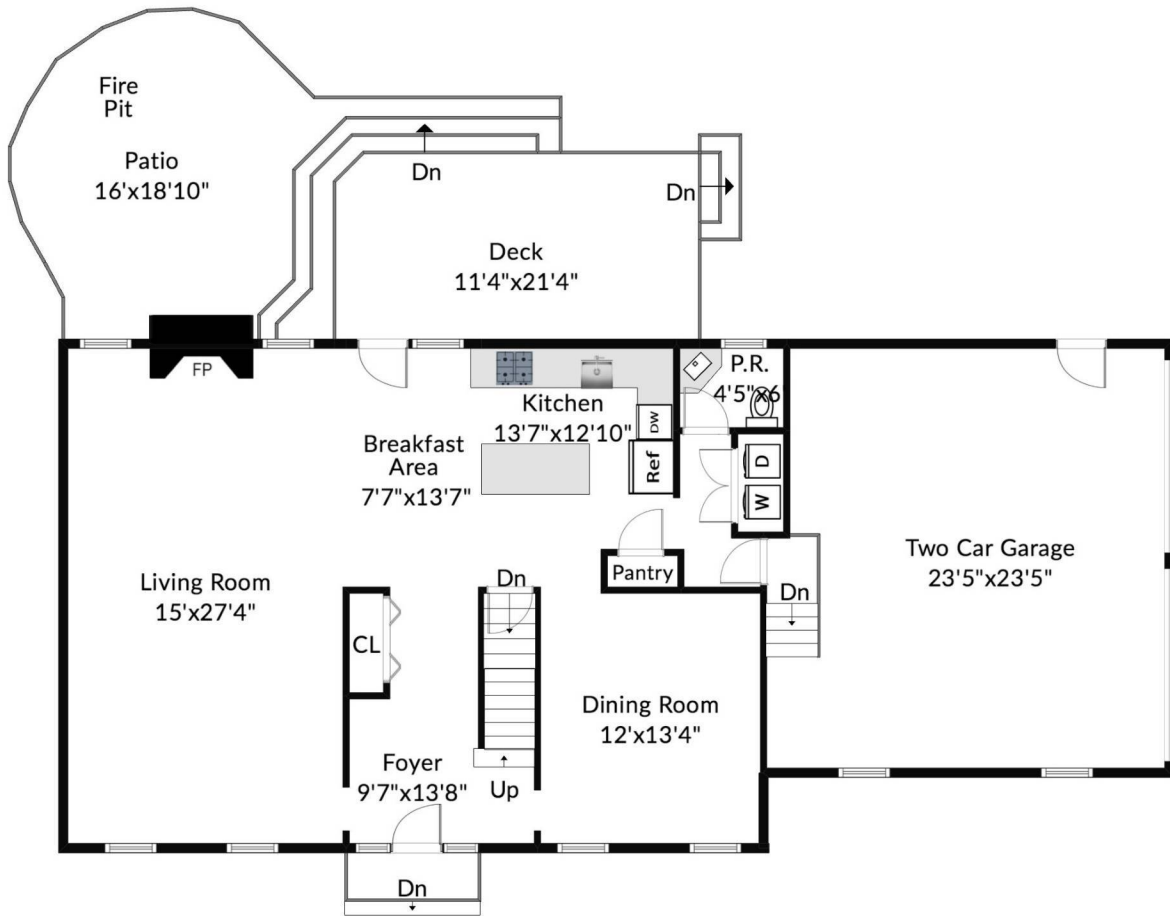 Fire
Pit
Patio
16'x18'10"
Dn
Dn
Deck
11'4"x21'4"
FP
P.R.
4'5"x6
Kitchen
13'7"x12'10"
DW
Breakfast
Area
7'7"x13'7"
Ref
D
W
Two Car Garage
23'5"x23'5"
Pantry
Dn
Dn
Living Room
15'x27'4"
CL
Dining Room
12'x13'4"
Foyer
9'7"x13'8"
Up
Dn